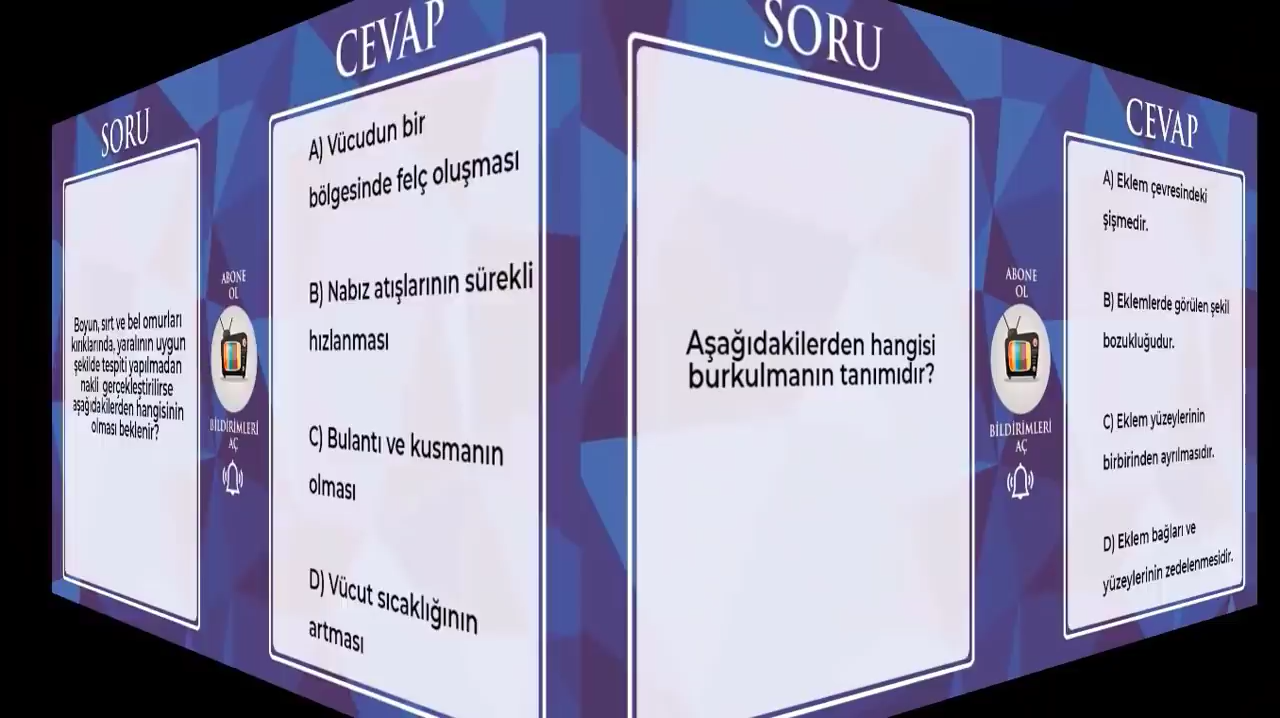 SORU
Boyun, sırt ve bel omurları
kırıklarında, yaralının uygun
şekilde tespiti yapılmadan
nakli gerçekleştirilirse
aşağıdakilerden hangisinin
olması beklenir?
ABONE
OL
BİLDİRİMLERİ
AÇ
CEVAP
A) Vücudun bir
bölgesinde felç oluşması
B) Nabız atışlarının sürekli
hızlanması
C) Bulantı ve kusmanın
olması
D) Vücut sıcaklığının
artması
SORU
Aşağıdakilerden hangisi
burkulmanın tanımıdır?
ABONE
OL
BİLDİRİMLERİ
AÇ
CEVAP
A) Eklem çevresindeki
şişmedir.
B) Eklemlerde görülen şekil
bozukluğudur.
C) Eklem yüzeylerinin
birbirinden ayrılmasıdır.
D) Eklem bağları ve
yüzeylerinin zedelenmesidir.